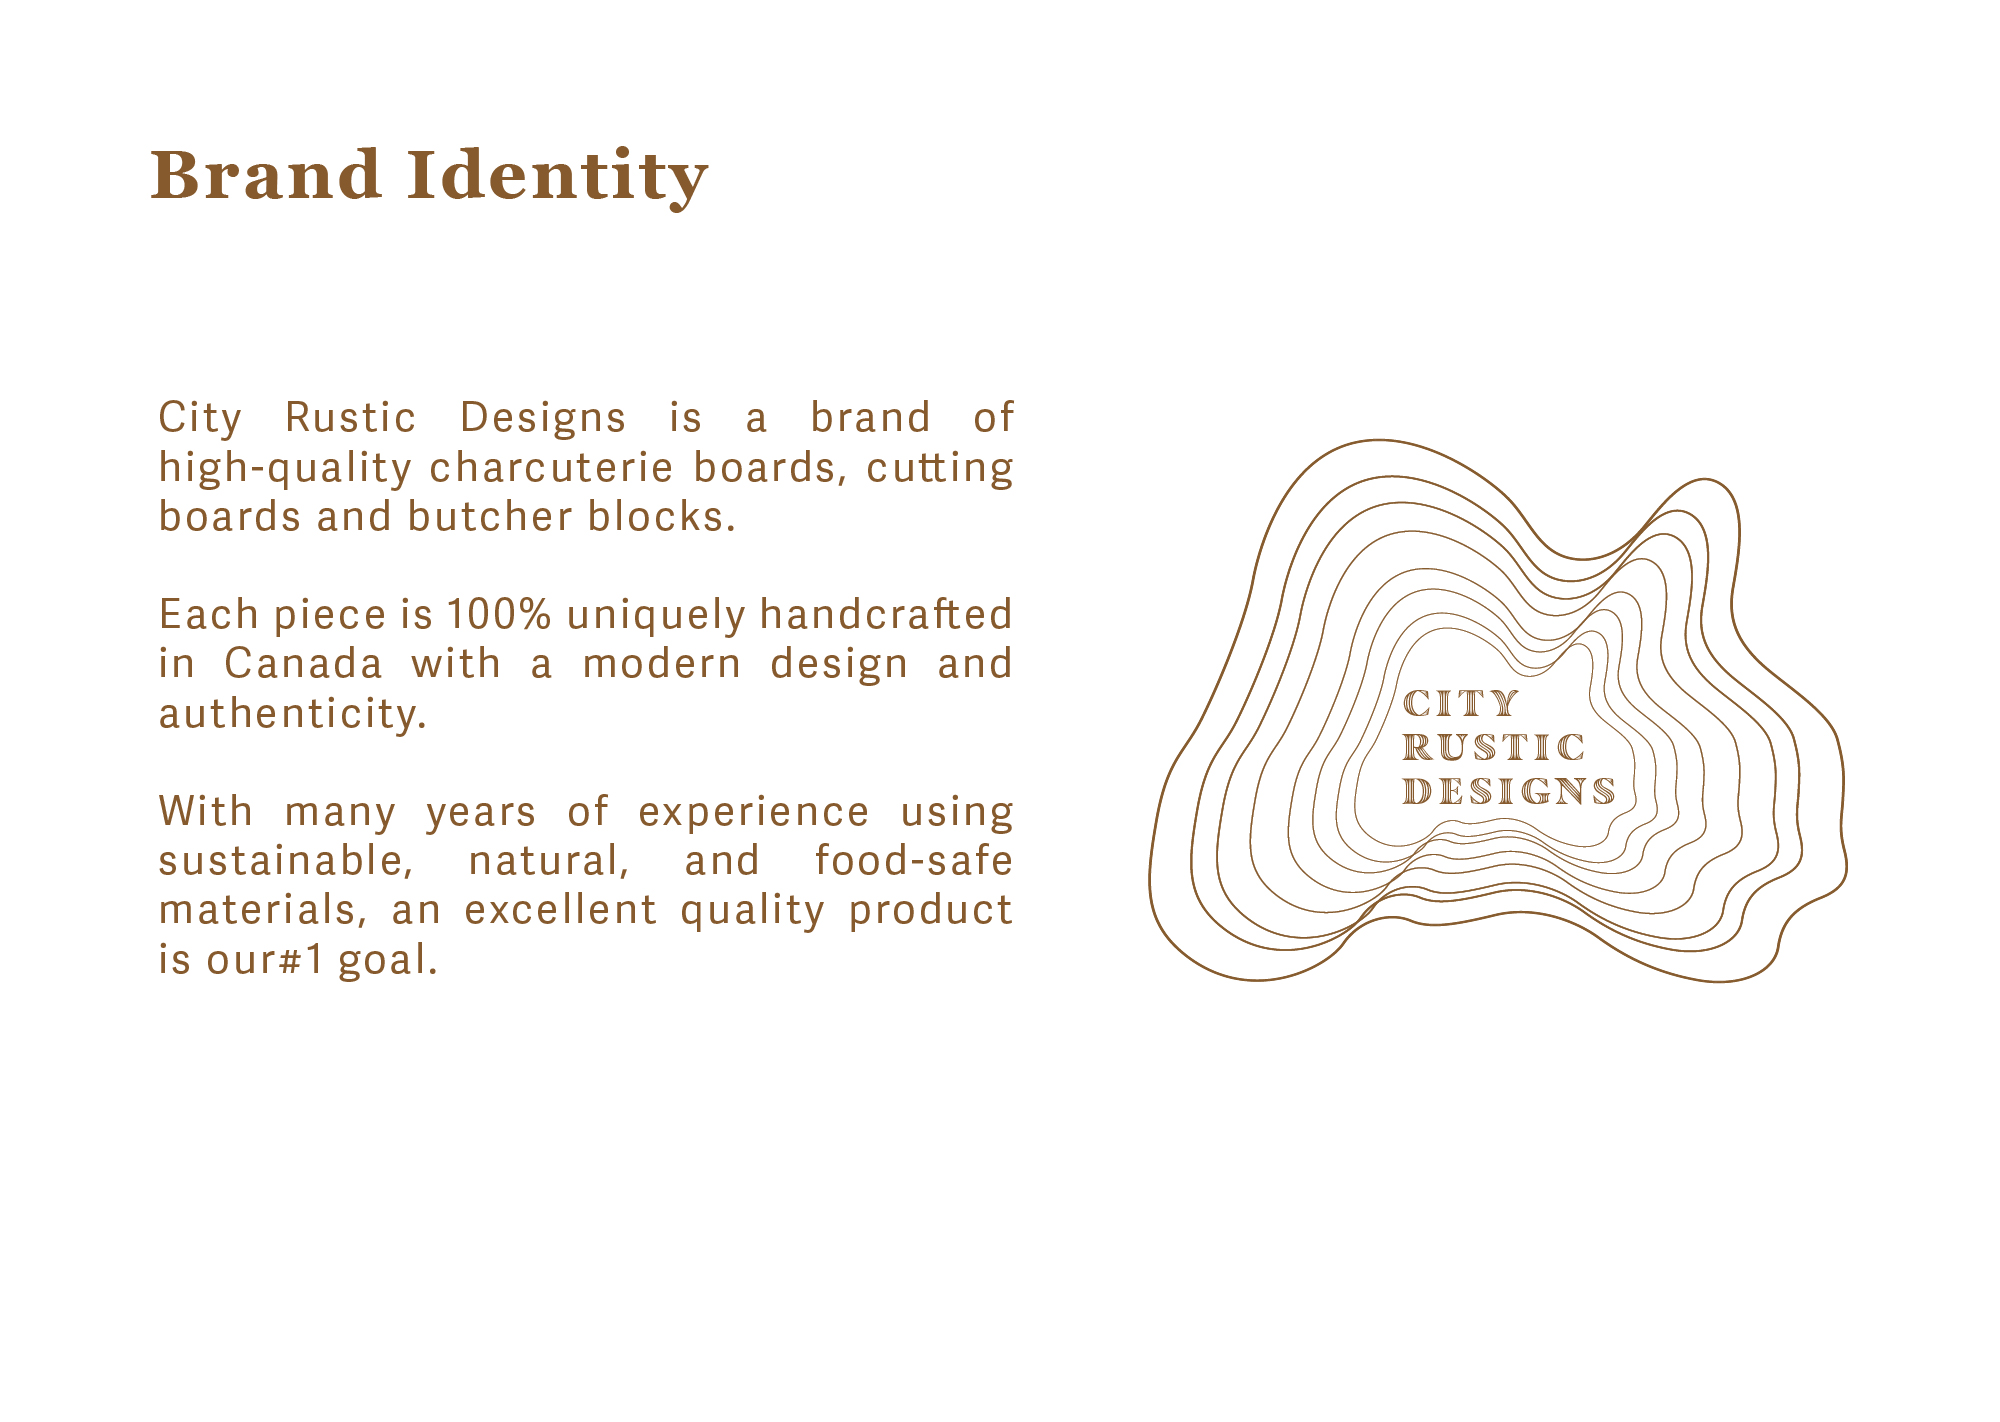 Brand Identity
City Rustic Designs is a brand of
high-quality charcuterie boards, cutting
boards and butcher blocks.
Each piece is 100% uniquely handcrafted
in Canada with a modern design and
authenticity.
With many years of experience using
sustainable, natural, and food-safe
materials, an excellent quality product
is our#1 goal.
CITY
RUSTIC
DESIGNS